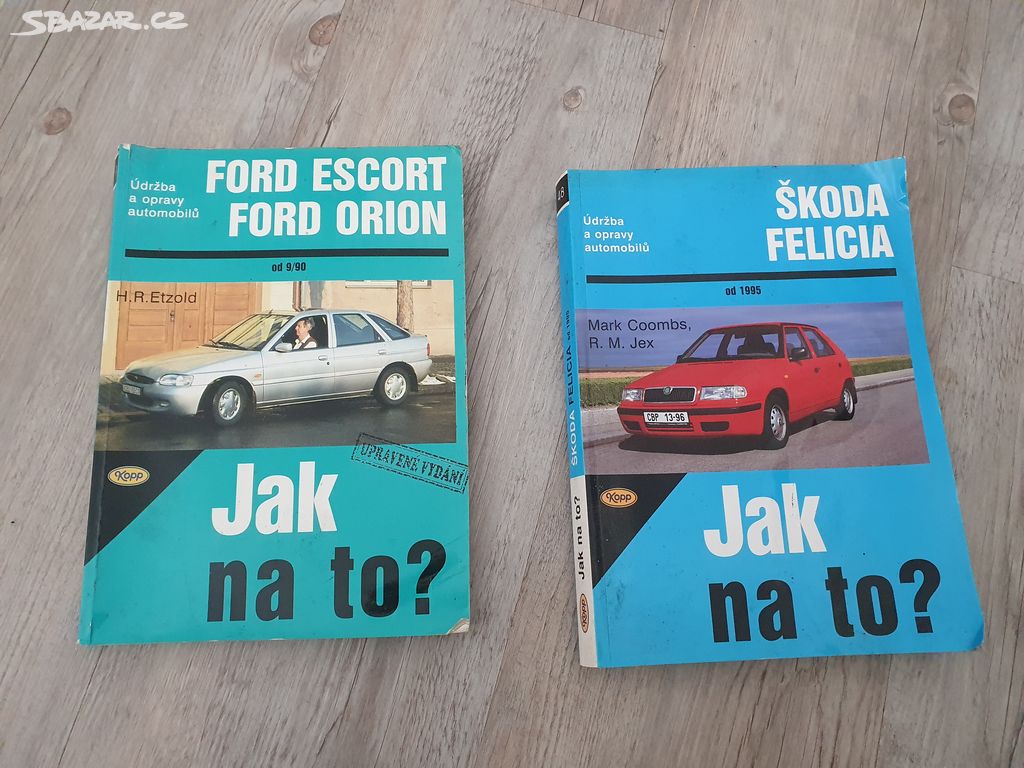 SBAZAR.CZ
Údržba
a opravy
automobilů
FORD ESCORT
FORD ORION
od 9/90
H.R.Etzold
UPRAVENÉ VYDÁNÍ
Kopp
Jak
na to?
Údržba
a opravy
automobilů
ŠKODA
FELICIA
od 1995
Mark Coombs,
R. M. Jex
CBP 13-96
Kopp
Jak
na to?
ŠKODA FELICIA od 1995
Jak na to?
Kopp